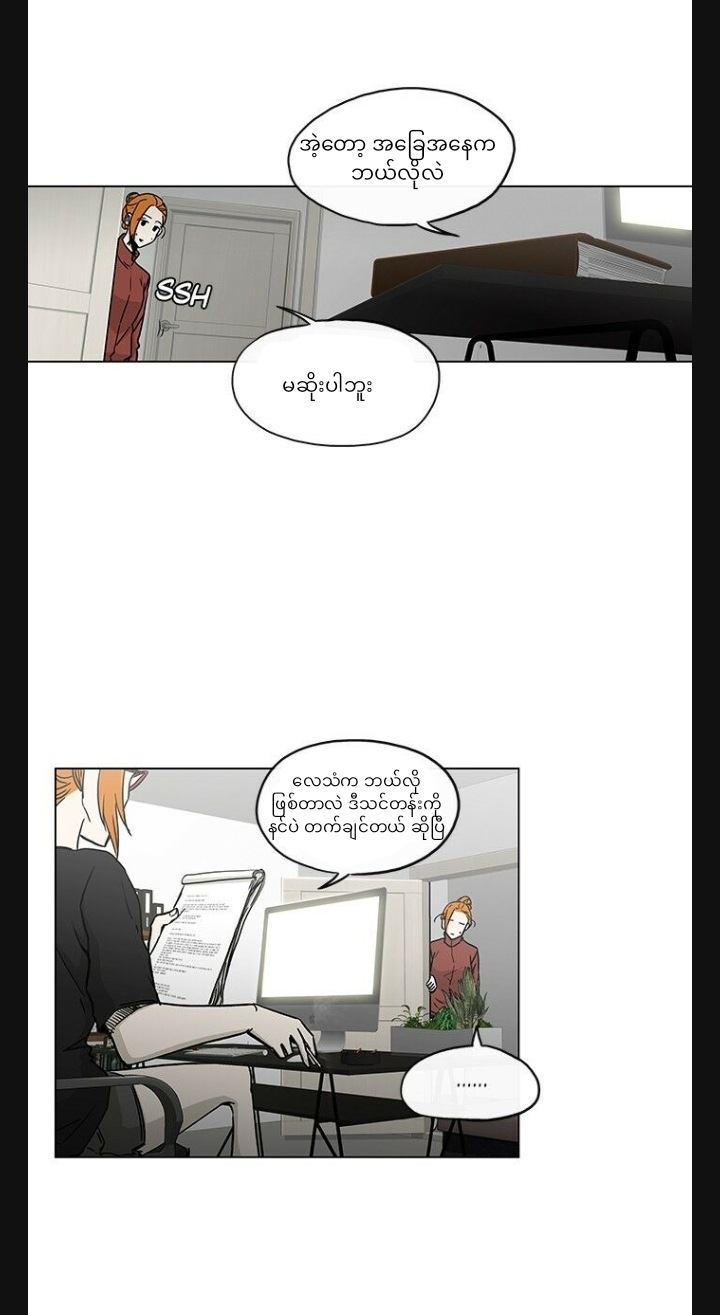 အဲ့တော့ အခြေအနေက
ဘယ်လိုလဲ
SSH
မဆိုးပါဘူး
လေသံက ဘယ်လို
ဖြစ်တာလဲ ဒီသင်တန်းကို
နင်ပဲ တက်ချင်တယ် ဆိုပြီ
......